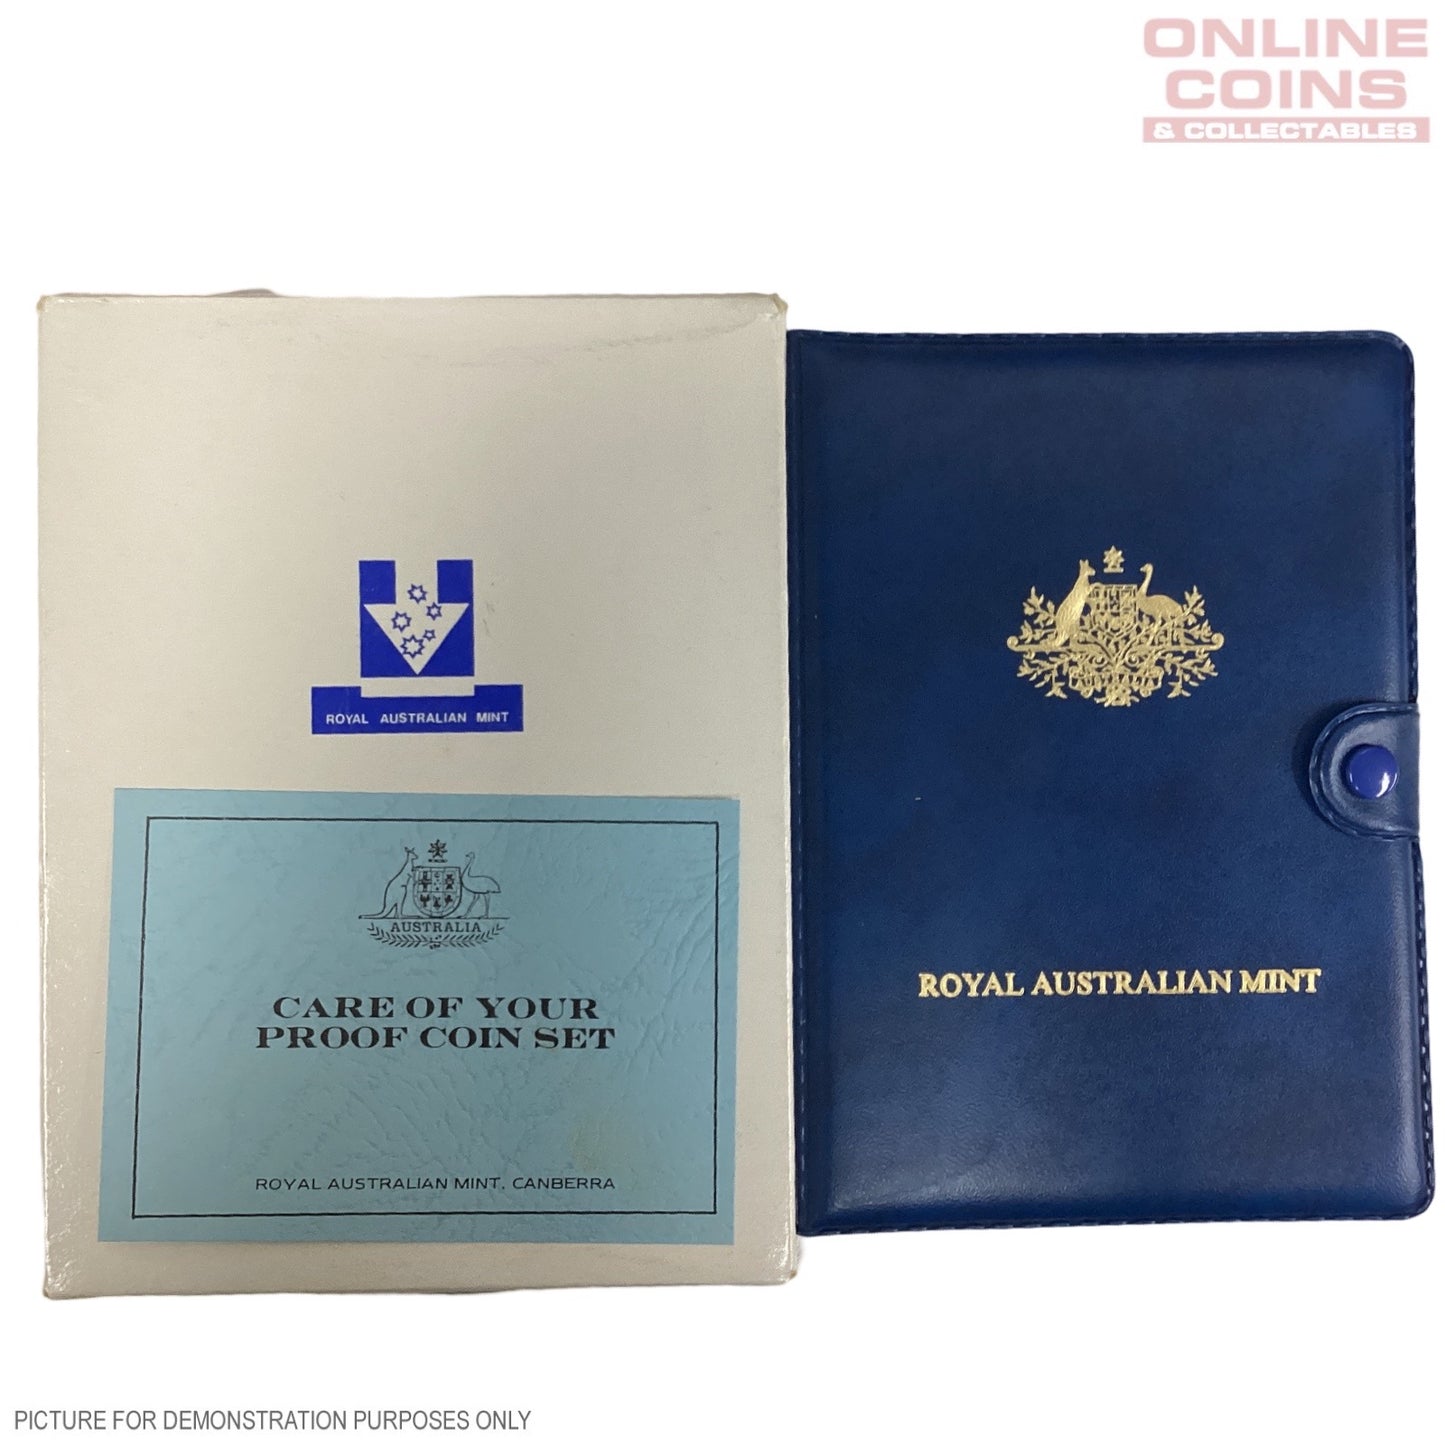 ONLINE
COINS
& COLLECTABLES
ROYAL AUSTRALIAN MINT
AUSTRALIA
CARE OF YOUR
PROOF COIN SET
ROYAL AUSTRALIAN MINT, CANBERRA
AUSTRALIA
ROYAL AUSTRALIAN MINT
PICTURE FOR DEMONSTRATION PURPOSES ONLY